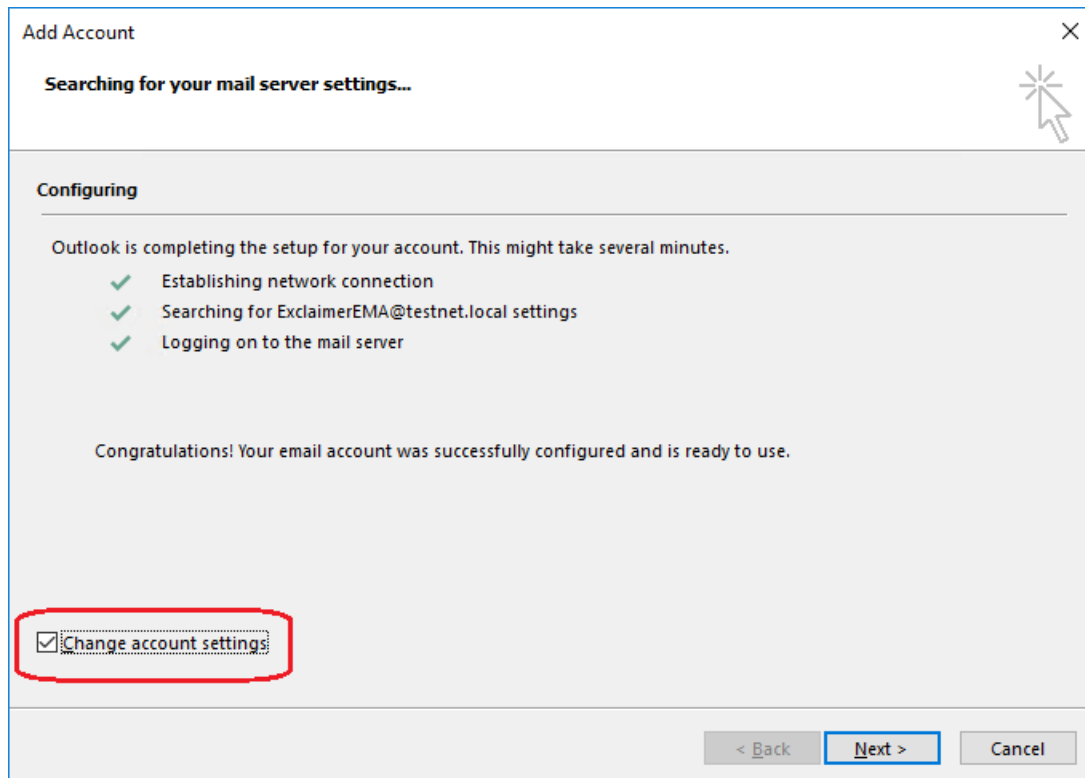 Add Account
Searching for your mail server settings...
Configuring
Outlook is completing the setup for your account. This might take several minutes.
Establishing network connection
Searching for ExclaimerEMA@testnet.local settings
Logging on to the mail server
Congratulations! Your email account was successfully configured and is ready to use.
Change account settings
< Back Next > Cancel